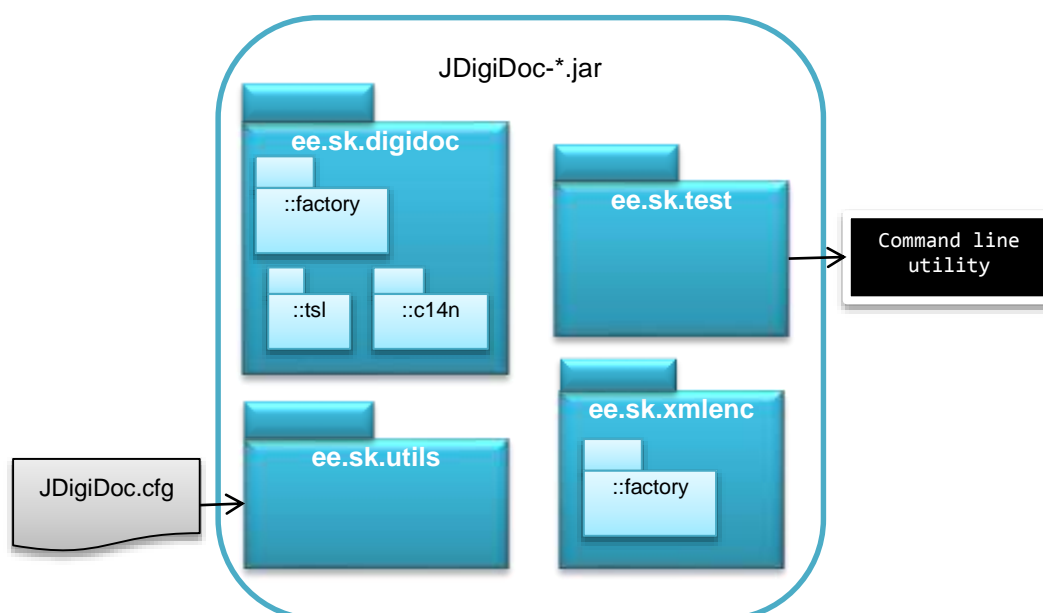 JDigiDoc-*.jar
ee.sk.digidoc
::factory
::tsl
::c14n
ee.sk.test
Command line
utility
ee.sk.utils
ee.sk.xmlenc
::factory
JDigiDoc.cfg